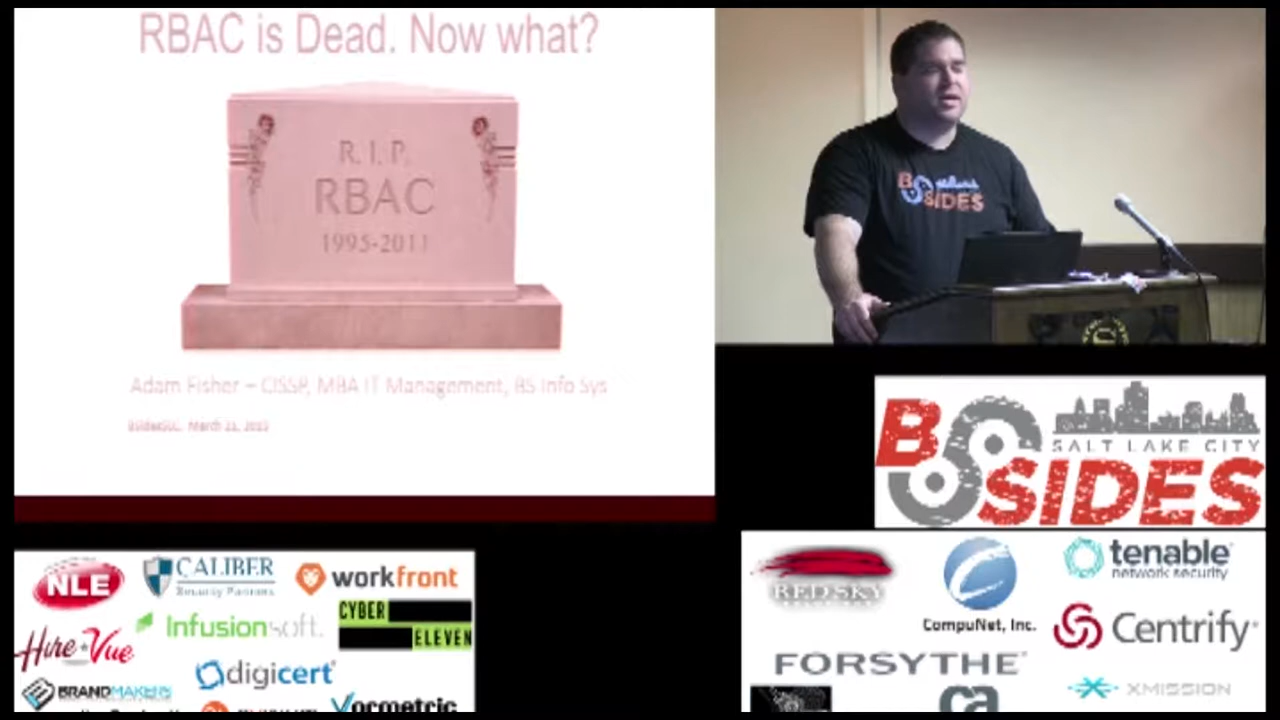 RBAC is Dead. Now what?
R.I.P.
RBAC
1995-2011
Adam Fisher – CISSP, MBA IT Management, BS Info Sys
March
BSIDES
BSIDES
SALT LAKE CITY
NLE
CALIBER
Security Partners
workfront
Infusionsoft.
CYBER
ELEVEN
Hire Vue
digicert
BRANDMAKERS
Vormetric
REDSKY
CompuNet, Inc.
tenable
network security
Centrify
FORSYTHE
ca
XMISSION